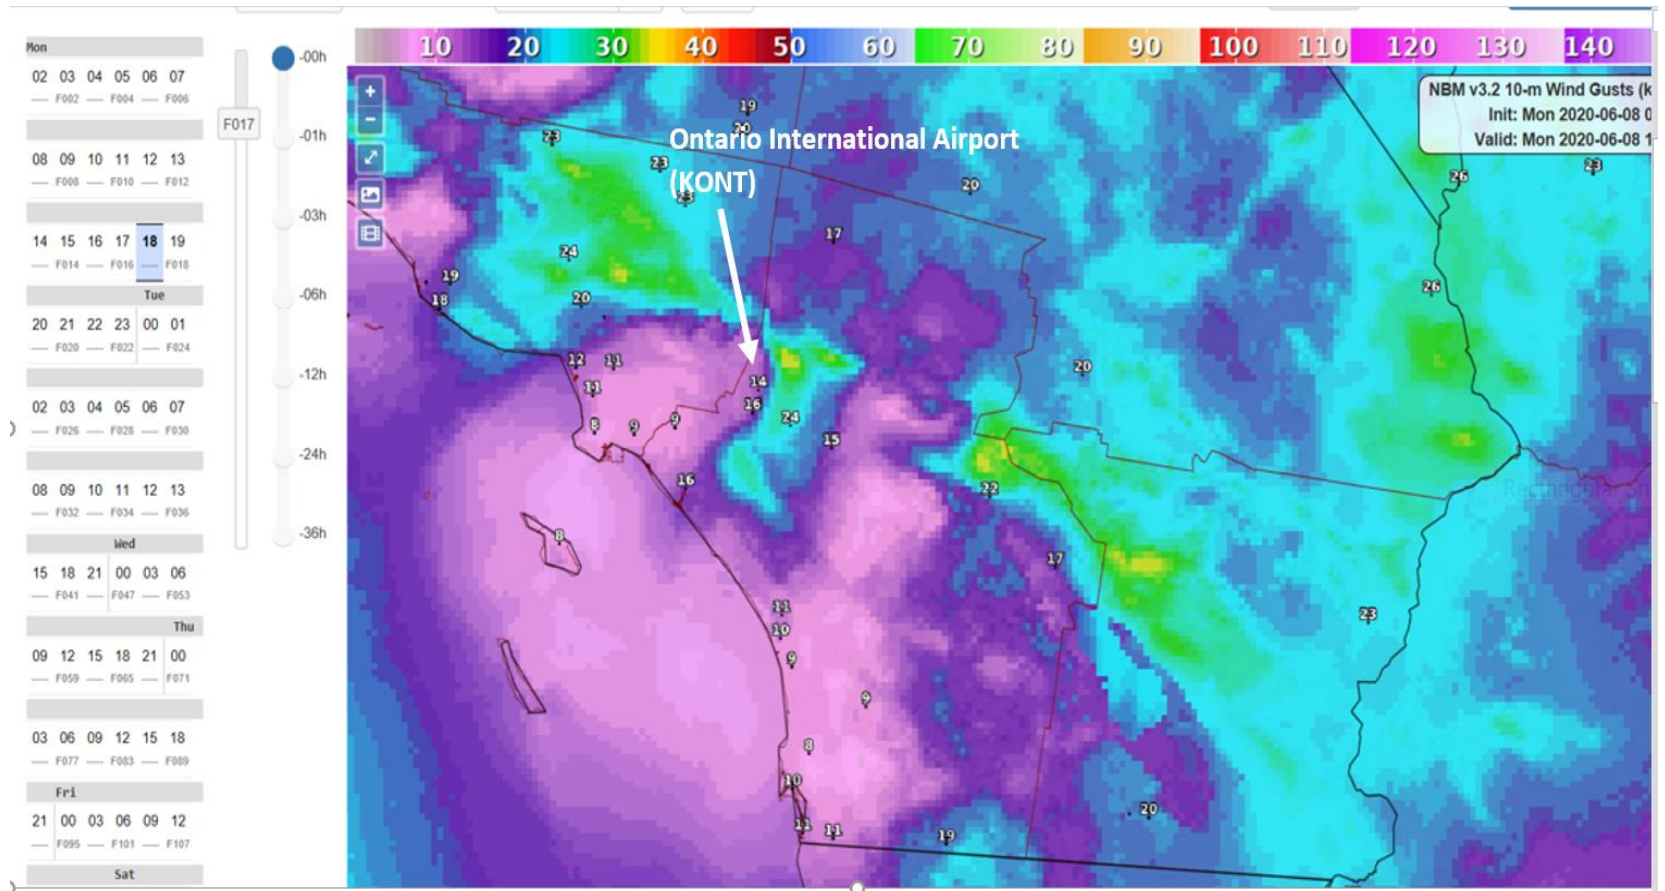 Mon
02 03 04 05 06 07
---- F002 ---- F004 ---- F006
08 09 10 11 12 13
---- F008 ---- F010 ---- F012
14 15 16 17 18 19
---- F014 ---- F016 ---- F018
Tue
20 21 22 23 00 01
---- F020 ---- F022 ---- F024
02 03 04 05 06 07
---- F026 ---- F028 ---- F030
08 09 10 11 12 13
---- F032 ---- F034 ---- F036
Wed
15 18 21 00 03 06
---- F041 ---- F047 ---- F053
Thu
09 12 15 18 21 00
---- F059 ---- F065 ---- F071
03 06 09 12 15 18
---- F077 ---- F083 ---- F089
Fri
21 00 03 06 09 12
---- F095 ---- F101 ---- F107
Sat
F017
-00h
-01h
-03h
-06h
-12h
-24h
-36h
10 20 30 40 50 60 70 80 90 100 110 120 130 140
NBM v3.2 10-m Wind Gusts (k
Init: Mon 2020-06-08 0
Valid: Mon 2020-06-08 1
+
−
Ontario International Airport
(KONT)
19
20
23
23
23
20
26
23
17
24
19
18
20
26
12
11
20
14
11
16
24
8
9
9
15
16
22
8
17
11
10
23
9
9
8
10
20
11
11
19